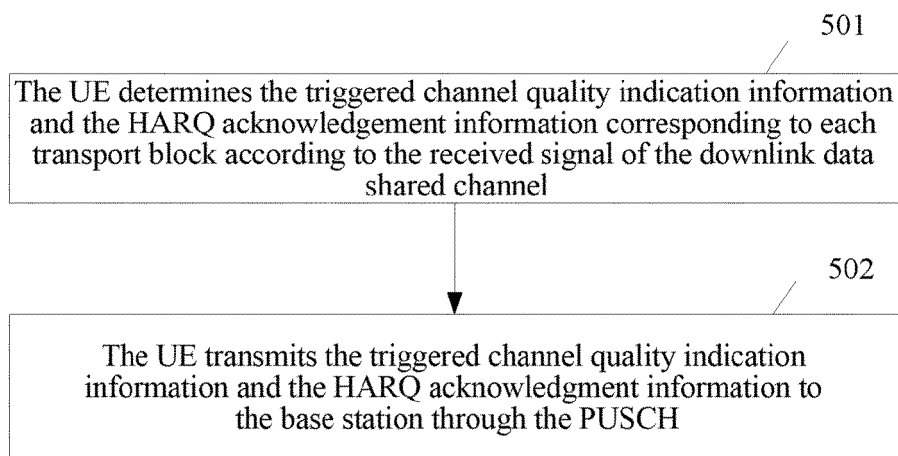 501
The UE determines the triggered channel quality indication information
and the HARQ acknowledgement information corresponding to each
transport block according to the received signal of the downlink data
shared channel
502
The UE transmits the triggered channel quality indication
information and the HARQ acknowledgment information to
the base station through the PUSCH